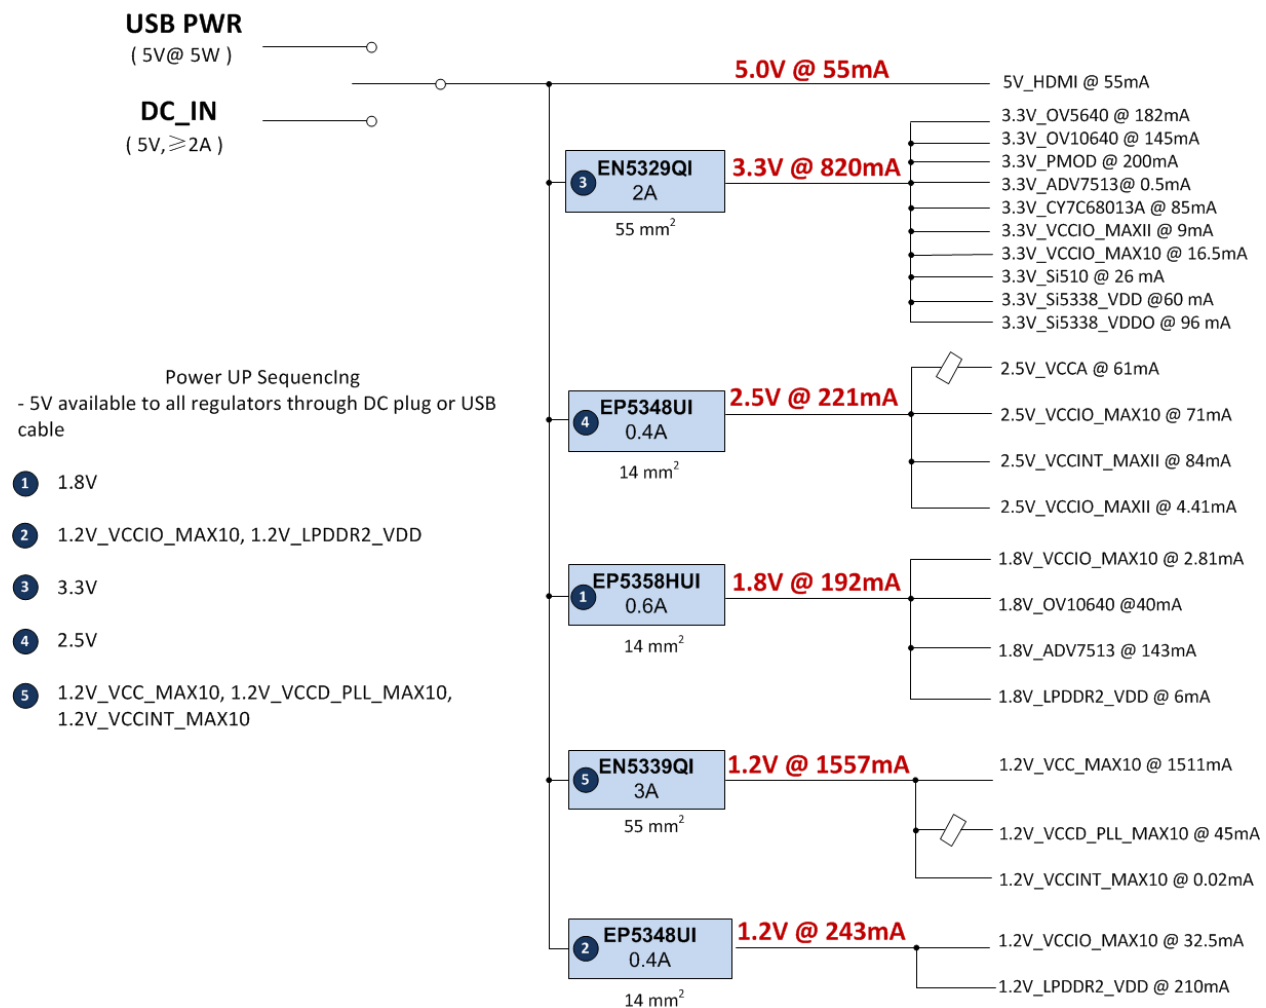 USB PWR
( 5V@ 5W )
DC_IN
( 5V,≥2A )
5.0V @ 55mA
5V_HDMI @ 55mA
3
EN5329QI
2A
55 mm²
3.3V @ 820mA
3.3V_OV5640 @ 182mA
3.3V_OV10640 @ 145mA
3.3V_PMOD @ 200mA
3.3V_ADV7513@ 0.5mA
3.3V_CY7C68013A @ 85mA
3.3V_VCCIO_MAXII @ 9mA
3.3V_VCCIO_MAX10 @ 16.5mA
3.3V_Si510 @ 26 mA
3.3V_Si5338_VDD @60 mA
3.3V_Si5338_VDDO @ 96 mA
Power UP SequencIng
- 5V available to all regulators through DC plug or USB
cable
1 1.8V
2 1.2V_VCCIO_MAX10, 1.2V_LPDDR2_VDD
3 3.3V
4 2.5V
5 1.2V_VCC_MAX10, 1.2V_VCCD_PLL_MAX10,
1.2V_VCCINT_MAX10
4
EP5348UI
0.4A
14 mm²
2.5V @ 221mA
2.5V_VCCA @ 61mA
2.5V_VCCIO_MAX10 @ 71mA
2.5V_VCCINT_MAXII @ 84mA
2.5V_VCCIO_MAXII @ 4.41mA
1
EP5358HUI
0.6A
14 mm²
1.8V @ 192mA
1.8V_VCCIO_MAX10 @ 2.81mA
1.8V_OV10640 @40mA
1.8V_ADV7513 @ 143mA
1.8V_LPDDR2_VDD @ 6mA
5
EN5339QI
3A
55 mm²
1.2V @ 1557mA
1.2V_VCC_MAX10 @ 1511mA
1.2V_VCCD_PLL_MAX10 @ 45mA
1.2V_VCCINT_MAX10 @ 0.02mA
2
EP5348UI
0.4A
14 mm²
1.2V @ 243mA
1.2V_VCCIO_MAX10 @ 32.5mA
1.2V_LPDDR2_VDD @ 210mA